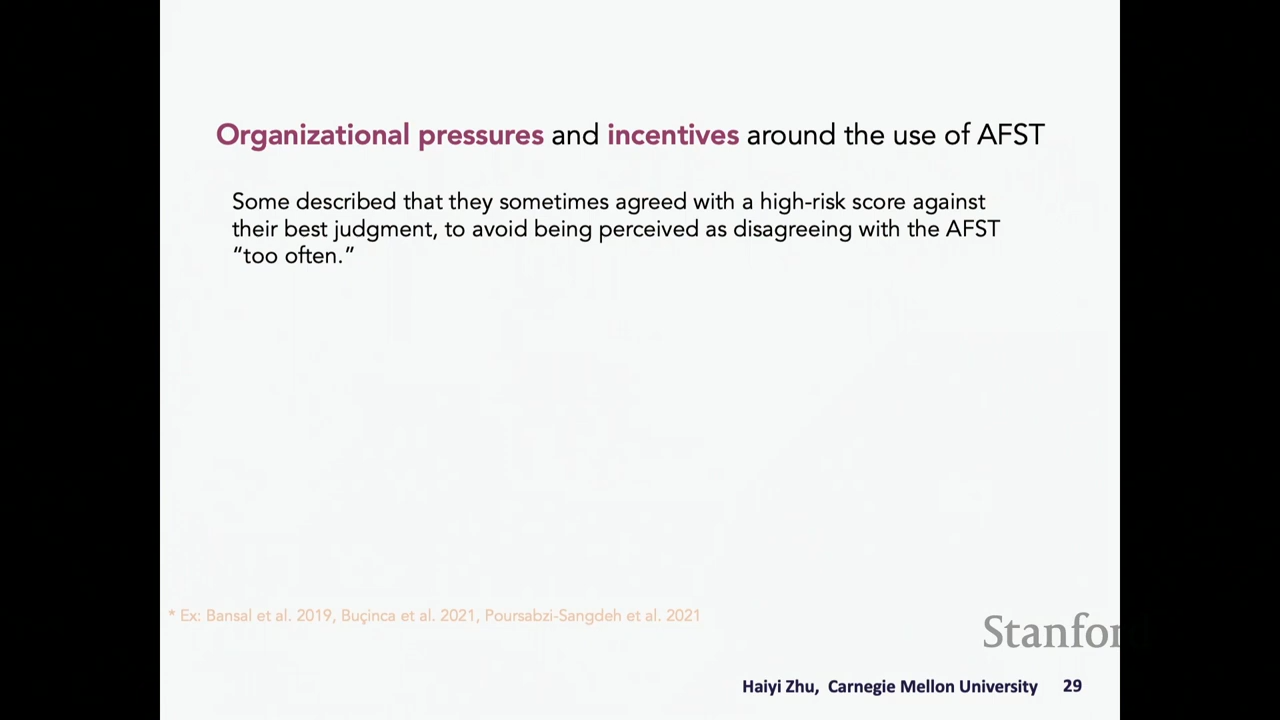 Organizational pressures and incentives around the use of AFST
Some described that they sometimes agreed with a high-risk score against
their best judgment, to avoid being perceived as disagreeing with the AFST
“too often.”
* Ex: Bansal et al. 2019, Buçinca et al. 2021, Poursabzi-Sangdeh et al. 2021
Stanfor
Haiyi Zhu, Carnegie Mellon University 29